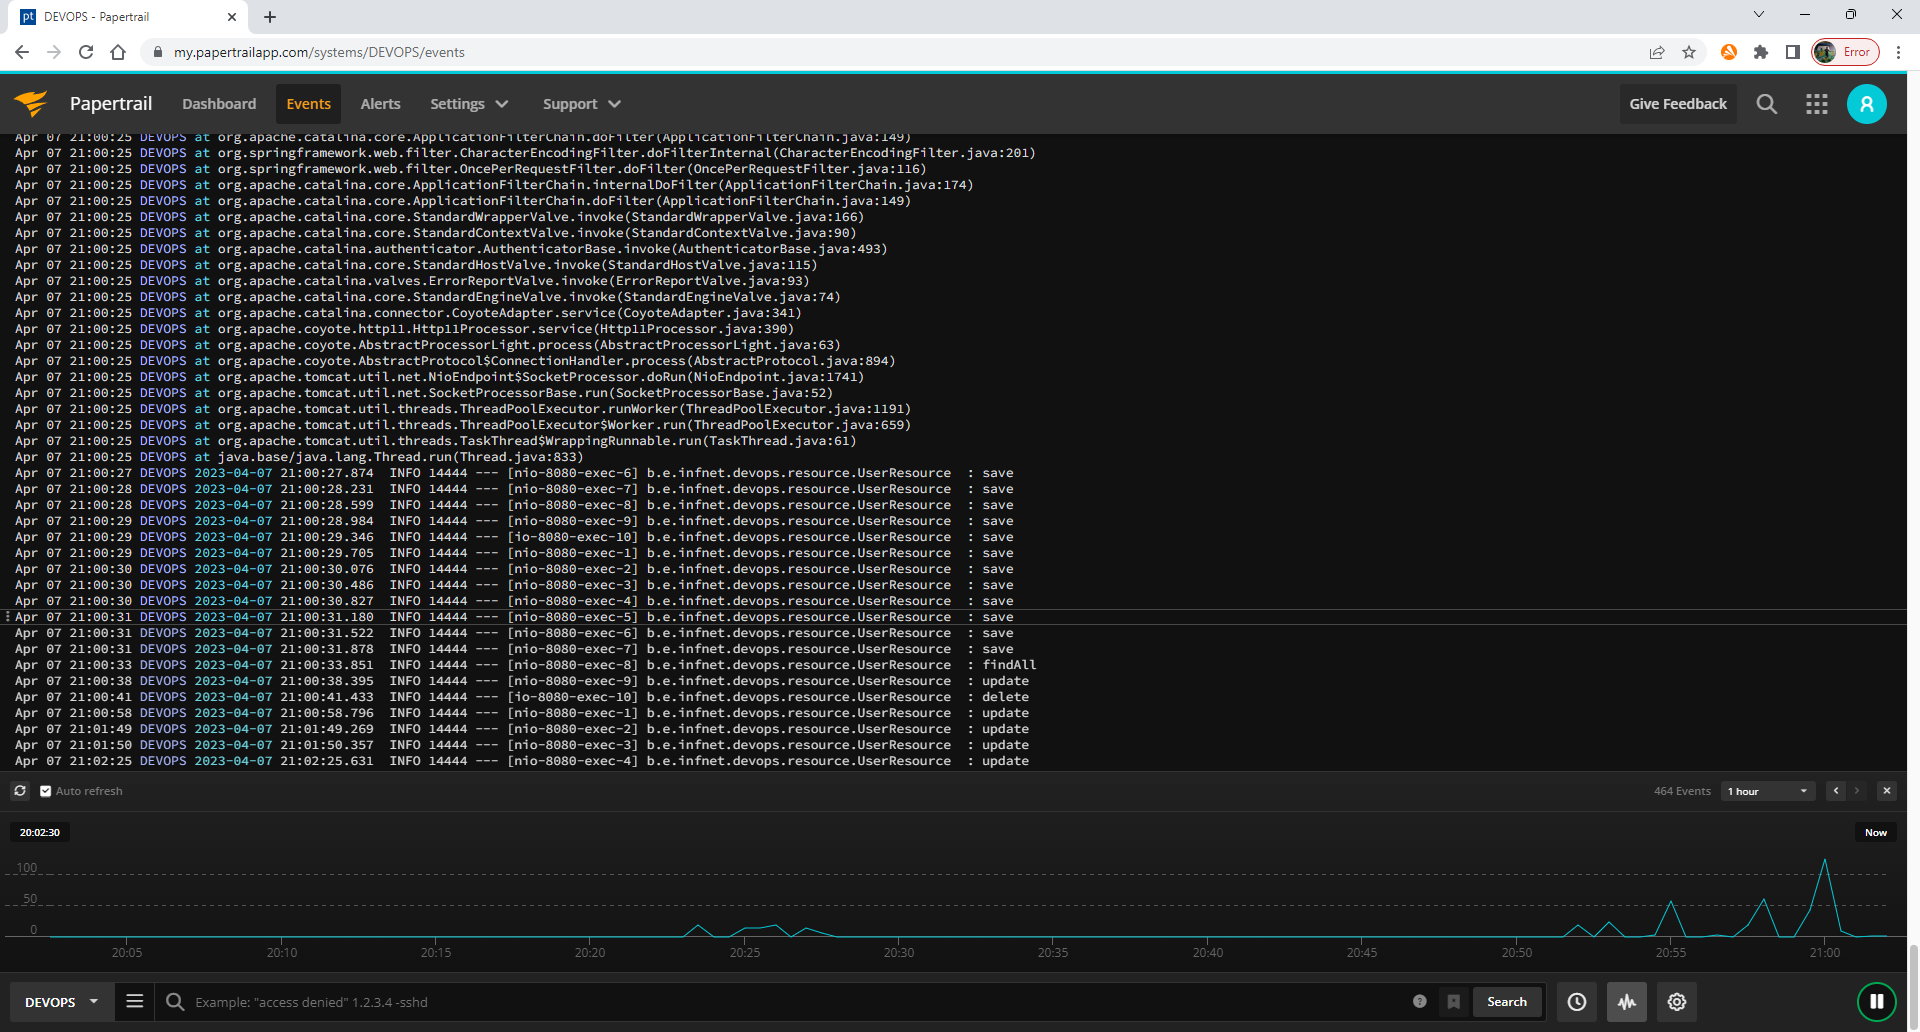 DEVOPS - Papertrail
my.papertrailapp.com/systems/DEVOPS/events
Error
Papertrail Dashboard Events Alerts Settings Support Give Feedback
Apr 07 21:00:25 DEVOPS at org.apache.catalina.core.ApplicationFilterChain.doFilter(ApplicationFilterChain.java:149)
Apr 07 21:00:25 DEVOPS at org.springframework.web.filter.CharacterEncodingFilter.doFilterInternal(CharacterEncodingFilter.java:201)
Apr 07 21:00:25 DEVOPS at org.springframework.web.filter.OncePerRequestFilter.doFilter(OncePerRequestFilter.java:116)
Apr 07 21:00:25 DEVOPS at org.apache.catalina.core.ApplicationFilterChain.internalDoFilter(ApplicationFilterChain.java:174)
Apr 07 21:00:25 DEVOPS at org.apache.catalina.core.ApplicationFilterChain.doFilter(ApplicationFilterChain.java:149)
Apr 07 21:00:25 DEVOPS at org.apache.catalina.core.StandardWrapperValve.invoke(StandardWrapperValve.java:166)
Apr 07 21:00:25 DEVOPS at org.apache.catalina.core.StandardContextValve.invoke(StandardContextValve.java:90)
Apr 07 21:00:25 DEVOPS at org.apache.catalina.authenticator.AuthenticatorBase.invoke(AuthenticatorBase.java:493)
Apr 07 21:00:25 DEVOPS at org.apache.catalina.core.StandardHostValve.invoke(StandardHostValve.java:115)
Apr 07 21:00:25 DEVOPS at org.apache.catalina.valves.ErrorReportValve.invoke(ErrorReportValve.java:93)
Apr 07 21:00:25 DEVOPS at org.apache.catalina.core.StandardEngineValve.invoke(StandardEngineValve.java:74)
Apr 07 21:00:25 DEVOPS at org.apache.catalina.connector.CoyoteAdapter.service(CoyoteAdapter.java:341)
Apr 07 21:00:25 DEVOPS at org.apache.coyote.http11.Http11Processor.service(Http11Processor.java:390)
Apr 07 21:00:25 DEVOPS at org.apache.coyote.AbstractProcessorLight.process(AbstractProcessorLight.java:63)
Apr 07 21:00:25 DEVOPS at org.apache.coyote.AbstractProtocol$ConnectionHandler.process(AbstractProtocol.java:894)
Apr 07 21:00:25 DEVOPS at org.apache.tomcat.util.net.NioEndpoint$SocketProcessor.doRun(NioEndpoint.java:1741)
Apr 07 21:00:25 DEVOPS at org.apache.tomcat.util.net.SocketProcessorBase.run(SocketProcessorBase.java:52)
Apr 07 21:00:25 DEVOPS at org.apache.tomcat.util.threads.ThreadPoolExecutor.runWorker(ThreadPoolExecutor.java:1191)
Apr 07 21:00:25 DEVOPS at org.apache.tomcat.util.threads.ThreadPoolExecutor$Worker.run(ThreadPoolExecutor.java:659)
Apr 07 21:00:25 DEVOPS at org.apache.tomcat.util.threads.TaskThread$WrappingRunnable.run(TaskThread.java:61)
Apr 07 21:00:25 DEVOPS at java.base/java.lang.Thread.run(Thread.java:833)
Apr 07 21:00:27 DEVOPS 2023-04-07 21:00:27.874 INFO 14444 --- [nio-8080-exec-6] b.e.infnet.devops.resource.UserResource : save
Apr 07 21:00:28 DEVOPS 2023-04-07 21:00:28.231 INFO 14444 --- [nio-8080-exec-7] b.e.infnet.devops.resource.UserResource : save
Apr 07 21:00:28 DEVOPS 2023-04-07 21:00:28.599 INFO 14444 --- [nio-8080-exec-8] b.e.infnet.devops.resource.UserResource : save
Apr 07 21:00:29 DEVOPS 2023-04-07 21:00:28.984 INFO 14444 --- [nio-8080-exec-9] b.e.infnet.devops.resource.UserResource : save
Apr 07 21:00:29 DEVOPS 2023-04-07 21:00:29.346 INFO 14444 --- [io-8080-exec-10] b.e.infnet.devops.resource.UserResource : save
Apr 07 21:00:29 DEVOPS 2023-04-07 21:00:29.705 INFO 14444 --- [nio-8080-exec-1] b.e.infnet.devops.resource.UserResource : save
Apr 07 21:00:30 DEVOPS 2023-04-07 21:00:30.076 INFO 14444 --- [nio-8080-exec-2] b.e.infnet.devops.resource.UserResource : save
Apr 07 21:00:30 DEVOPS 2023-04-07 21:00:30.486 INFO 14444 --- [nio-8080-exec-3] b.e.infnet.devops.resource.UserResource : save
Apr 07 21:00:30 DEVOPS 2023-04-07 21:00:30.827 INFO 14444 --- [nio-8080-exec-4] b.e.infnet.devops.resource.UserResource : save
Apr 07 21:00:31 DEVOPS 2023-04-07 21:00:31.180 INFO 14444 --- [nio-8080-exec-5] b.e.infnet.devops.resource.UserResource : save
Apr 07 21:00:31 DEVOPS 2023-04-07 21:00:31.522 INFO 14444 --- [nio-8080-exec-6] b.e.infnet.devops.resource.UserResource : save
Apr 07 21:00:31 DEVOPS 2023-04-07 21:00:31.878 INFO 14444 --- [nio-8080-exec-7] b.e.infnet.devops.resource.UserResource : save
Apr 07 21:00:33 DEVOPS 2023-04-07 21:00:33.851 INFO 14444 --- [nio-8080-exec-8] b.e.infnet.devops.resource.UserResource : findAll
Apr 07 21:00:38 DEVOPS 2023-04-07 21:00:38.395 INFO 14444 --- [nio-8080-exec-9] b.e.infnet.devops.resource.UserResource : update
Apr 07 21:00:41 DEVOPS 2023-04-07 21:00:41.433 INFO 14444 --- [io-8080-exec-10] b.e.infnet.devops.resource.UserResource : delete
Apr 07 21:00:58 DEVOPS 2023-04-07 21:00:58.796 INFO 14444 --- [nio-8080-exec-1] b.e.infnet.devops.resource.UserResource : update
Apr 07 21:01:49 DEVOPS 2023-04-07 21:01:49.269 INFO 14444 --- [nio-8080-exec-2] b.e.infnet.devops.resource.UserResource : update
Apr 07 21:01:50 DEVOPS 2023-04-07 21:01:50.357 INFO 14444 --- [nio-8080-exec-3] b.e.infnet.devops.resource.UserResource : update
Apr 07 21:02:25 DEVOPS 2023-04-07 21:02:25.631 INFO 14444 --- [nio-8080-exec-4] b.e.infnet.devops.resource.UserResource : update
Auto refresh 464 Events 1 hour
20:02:30 Now
100
50
0
20:05 20:10 20:15 20:20 20:25 20:30 20:35 20:40 20:45 20:50 20:55 21:00
DEVOPS Example: "access denied" 1.2.3.4 -sshd Search